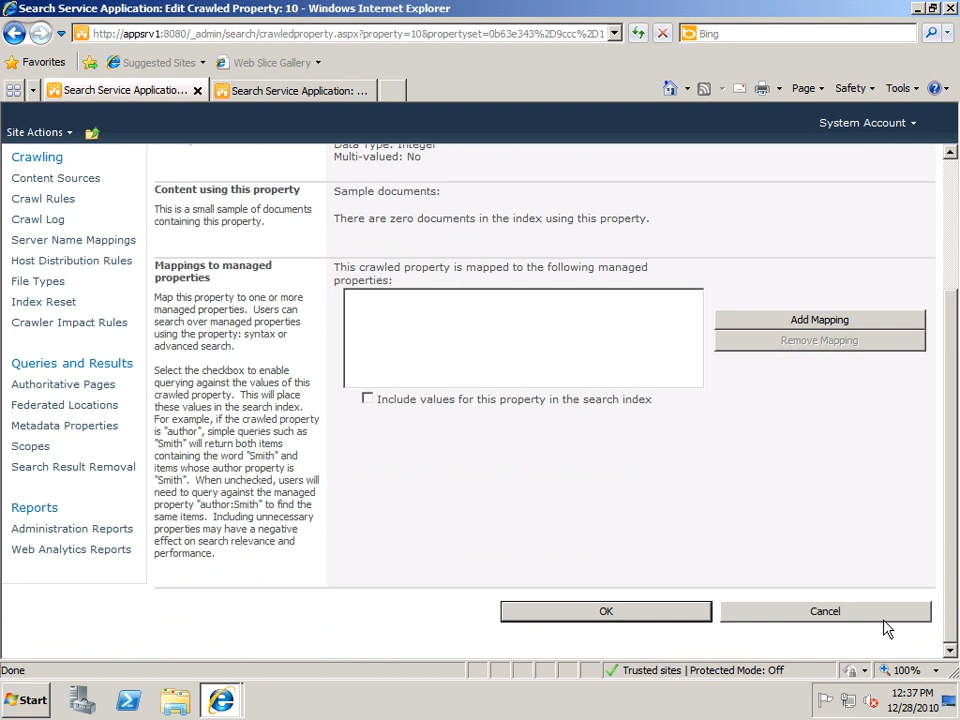 Search Service Application: Edit Crawled Property: 10 - Windows Internet Explorer
http://appsrv1:8080/_admin/search/crawledproperty.aspx?property=10&propertyset=0b63e343%2D9ccc%2D1
Bing
Favorites
Suggested Sites
Web Slice Gallery
Search Service Applicatio...
Search Service Application: ...
Page
Safety
Tools
Site Actions
System Account
Crawling
Content Sources
Crawl Rules
Crawl Log
Server Name Mappings
Host Distribution Rules
File Types
Index Reset
Crawler Impact Rules
Queries and Results
Authoritative Pages
Federated Locations
Metadata Properties
Scopes
Search Result Removal
Reports
Administration Reports
Web Analytics Reports
Data Type: Integer
Multi-valued: No
Content using this property
This is a small sample of documents
containing this property.
Sample documents:
There are zero documents in the index using this property.
Mappings to managed
properties
Map this property to one or more
managed properties. Users can
search over managed properties
using the property: syntax or
advanced search.
Select the checkbox to enable
querying against the values of this
crawled property. This will place
these values in the search index.
For example, if the crawled property
is "author", simple queries such as
"Smith" will return both items
containing the word "Smith" and
items whose author property is
"Smith". When unchecked, users will
need to query against the managed
property "author:Smith" to find the
same items. Including unnecessary
properties may have a negative
effect on search relevance and
performance.
This crawled property is mapped to the following managed
properties:
Add Mapping
Remove Mapping
Include values for this property in the search index
OK
Cancel
Done
Trusted sites | Protected Mode: Off
100%
Start
12:37 PM
12/28/2010